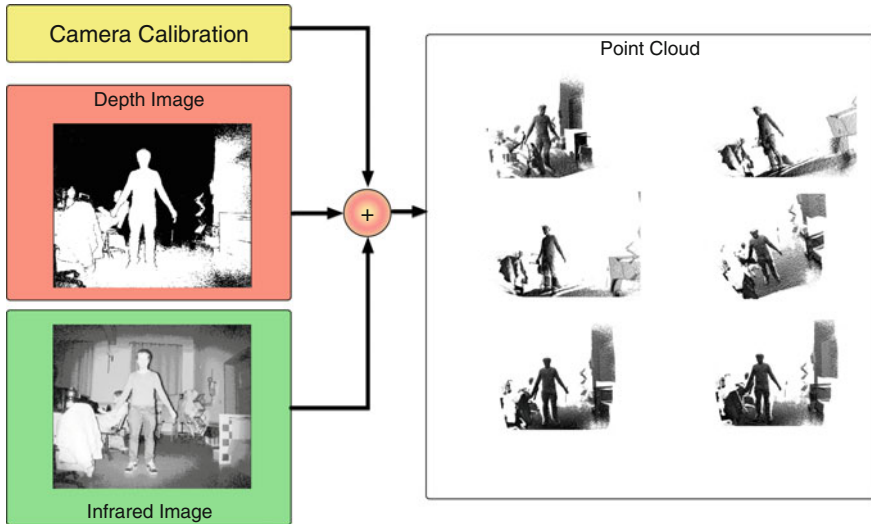 Camera Calibration
Depth Image
+
Infrared Image
Point Cloud